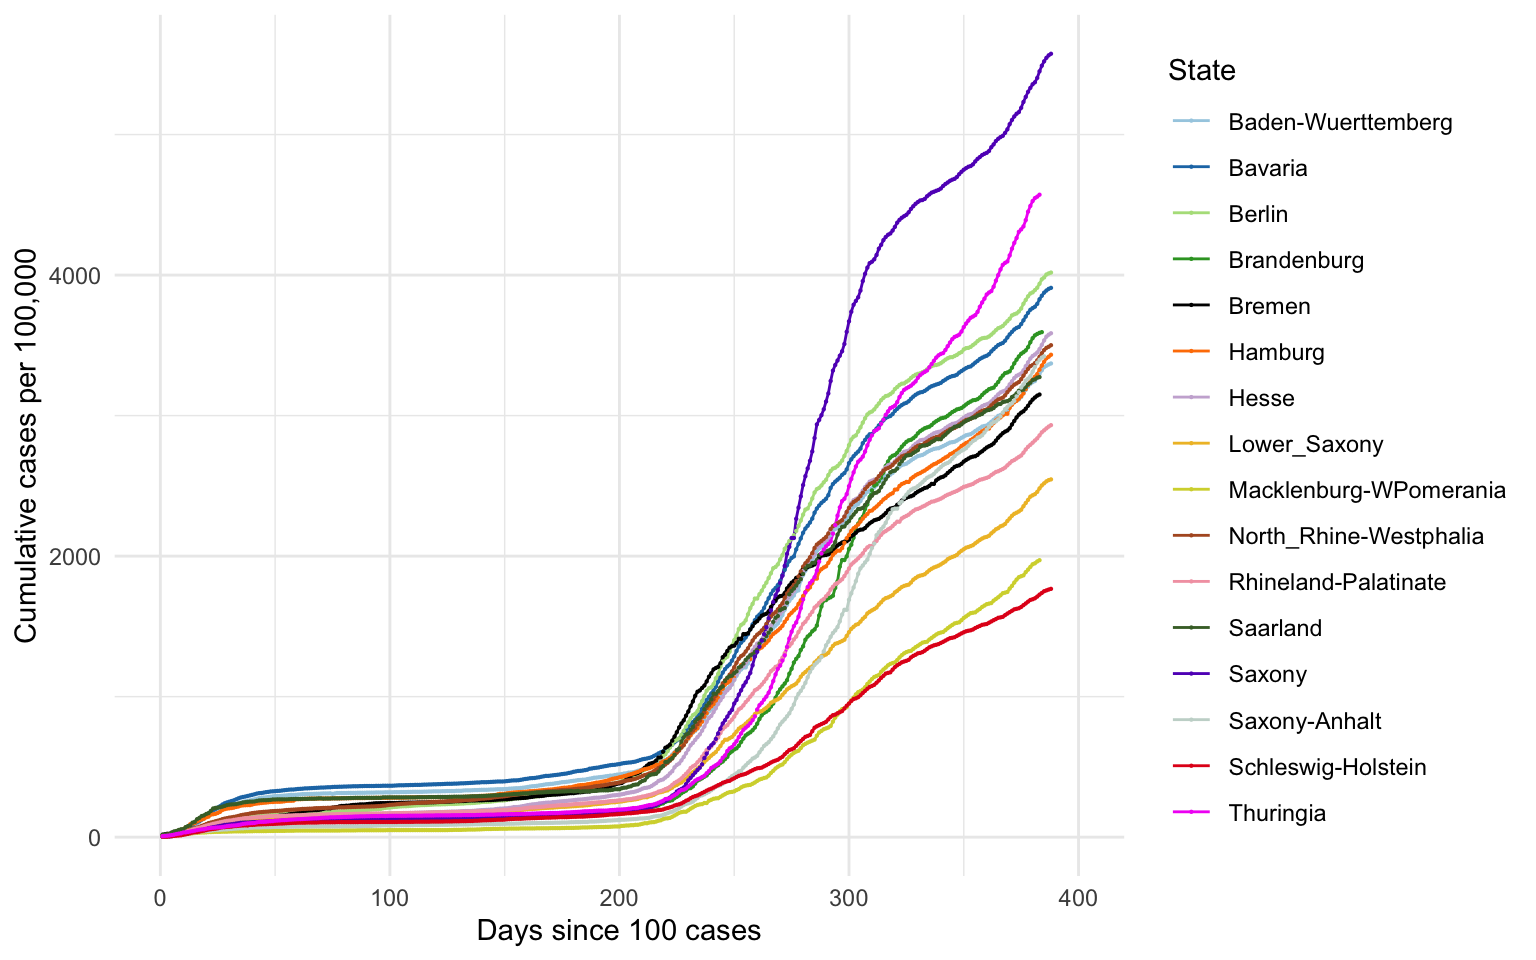 Cumulative cases per 100,000
4000
2000
0
0 100 200 300 400
Days since 100 cases
State
Baden-Wuerttemberg
Bavaria
Berlin
Brandenburg
Bremen
Hamburg
Hesse
Lower_Saxony
Macklenburg-WPomerania
North_Rhine-Westphalia
Rhineland-Palatinate
Saarland
Saxony
Saxony-Anhalt
Schleswig-Holstein
Thuringia